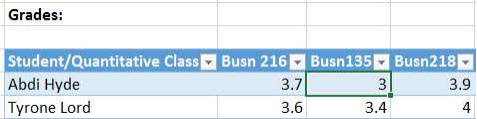 Grades:
Student/Quantitative Class Busn 216 Busn135 Busn218
Abdi Hyde 3.7 3 3.9
Tyrone Lord 3.6 3.4 4